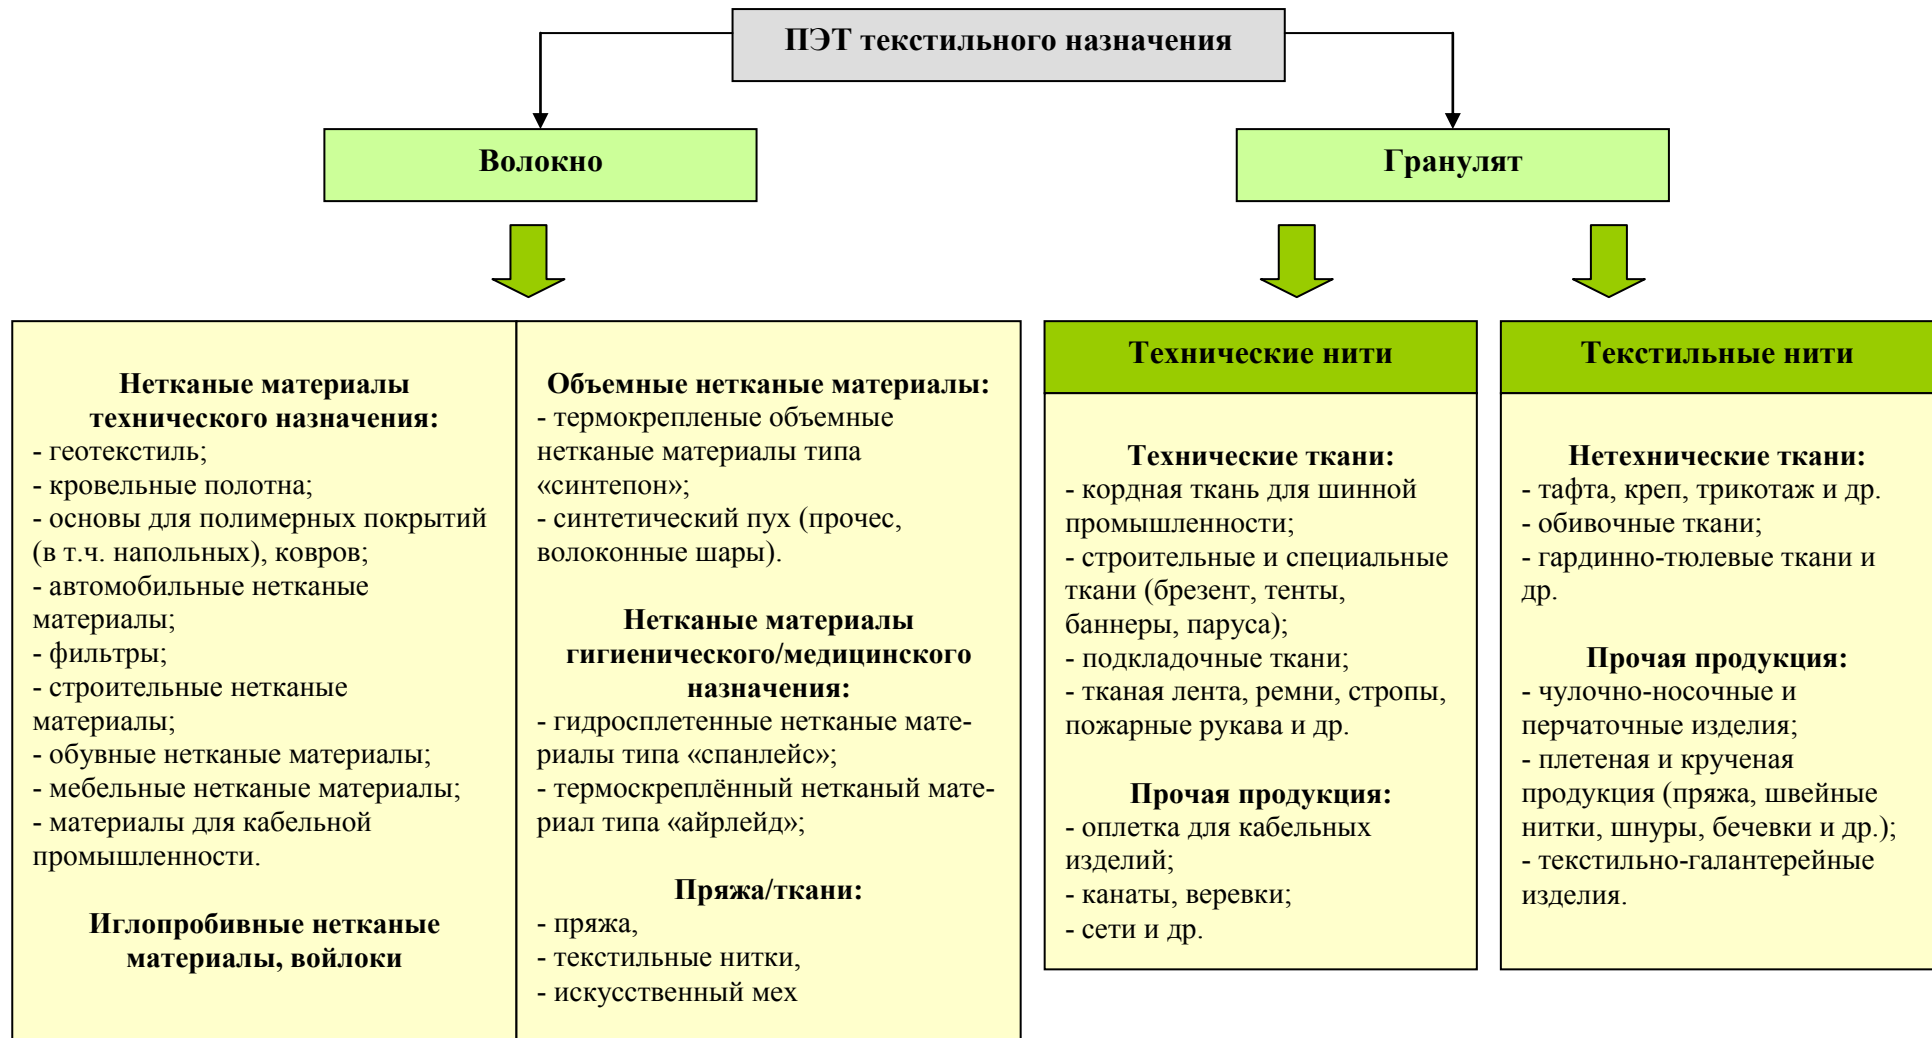 ПЭТ текстильного назначения
Волокно
Гранулят
Нетканые материалы
технического назначения:
- геотекстиль;
- кровельные полотна;
- основы для полимерных покрытий
(в т.ч. напольных), ковров;
- автомобильные нетканые
материалы;
- фильтры;
- строительные нетканые
материалы;
- обувные нетканые материалы;
- мебельные нетканые материалы;
- материалы для кабельной
промышленности.
Иглопробивные нетканые
материалы, войлоки
Объемные нетканые материалы:
- термокрепленые объемные
нетканые материалы типа
«синтепон»;
- синтетический пух (прочес,
волоконные шары).
Нетканые материалы
гигиенического/медицинского
назначения:
- гидросплетенные нетканые мате-
риалы типа «спанлейс»;
- термоскреплённый нетканый мате-
риал типа «айрлейд»;
Пряжа/ткани:
- пряжа,
- текстильные нитки,
- искусственный мех
Технические нити
Технические ткани:
- кордная ткань для шинной
промышленности;
- строительные и специальные
ткани (брезент, тенты,
баннеры, паруса);
- подкладочные ткани;
- тканая лента, ремни, стропы,
пожарные рукава и др.
Прочая продукция:
- оплетка для кабельных
изделий;
- канаты, веревки;
- сети и др.
Текстильные нити
Нетехнические ткани:
- тафта, креп, трикотаж и др.
- обивочные ткани;
- гардинно-тюлевые ткани и
др.
Прочая продукция:
- чулочно-носочные и
перчаточные изделия;
- плетеная и крученая
продукция (пряжа, швейные
нитки, шнуры, бечевки и др.);
- текстильно-галантерейные
изделия.